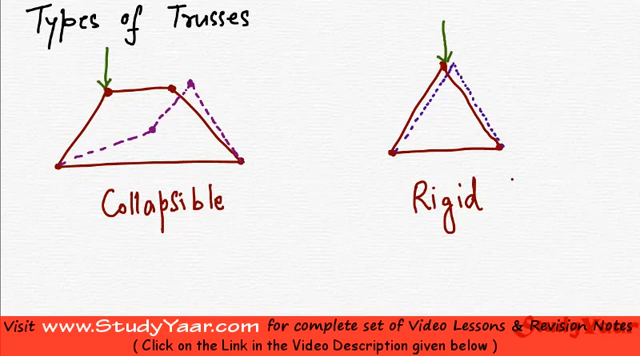 Types of Trusses
Collapsible
Rigid
StudyYaar
Visit www.StudyYaar.com for complete set of Video Lessons & Revision Notes
( Click on the Link in the Video Description given below )